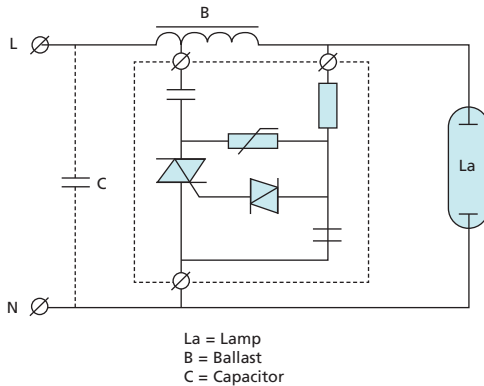 B
L
La
C
N
La = Lamp
B = Ballast
C = Capacitor